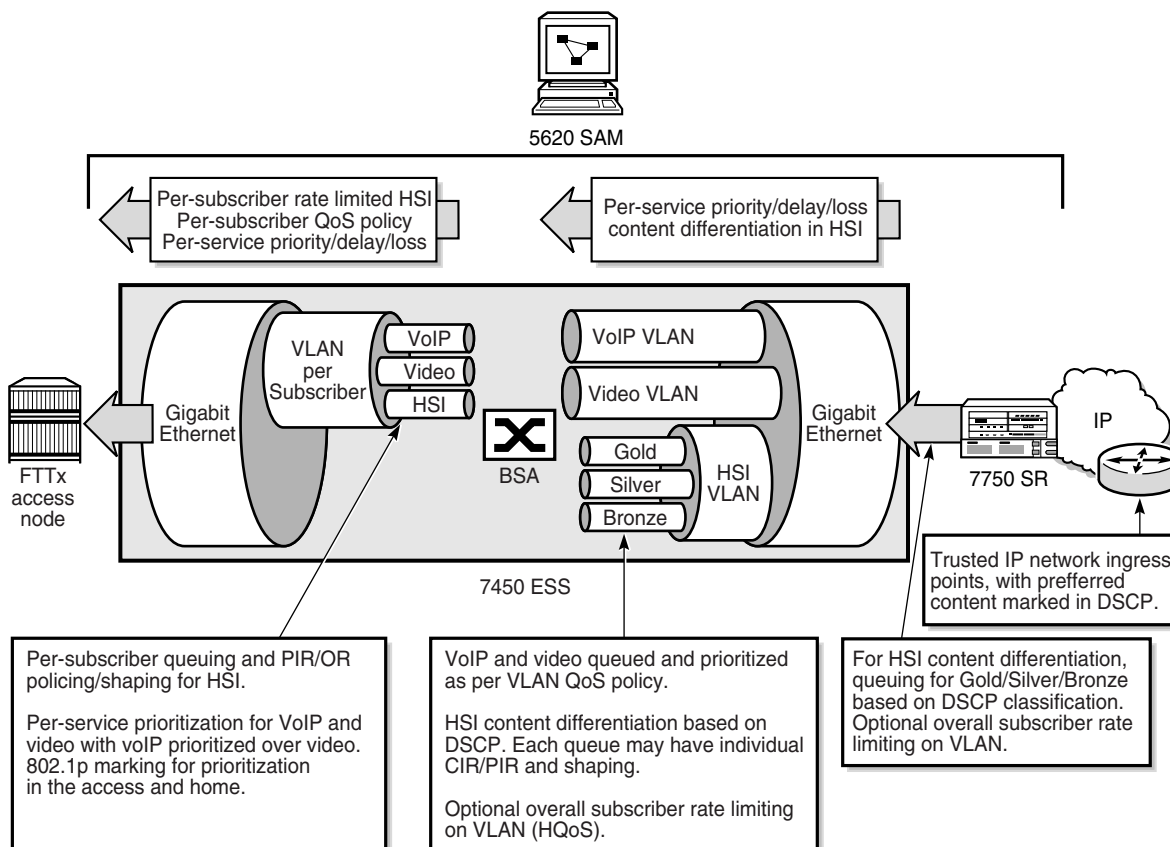 5620 SAM
Per-subscriber rate limited HSI
Per-subscriber QoS policy
Per-service priority/delay/loss
Per-service priority/delay/loss
content differentiation in HSI
FTTx
access
node
Gigabit
Ethernet
VLAN
per
Subscriber
VoIP
Video
HSI
BSA
VoIP VLAN
Video VLAN
Gold
Silver
Bronze
HSI
VLAN
Gigabit
Ethernet
7750 SR
IP
7450 ESS
Trusted IP network ingress
points, with prefferred
content marked in DSCP.
Per-subscriber queuing and PIR/OR
policing/shaping for HSI.
Per-service prioritization for VoIP and
video with voIP prioritized over video.
802.1p marking for prioritization
in the access and home.
VoIP and video queued and prioritized
as per VLAN QoS policy.
HSI content differentiation based on
DSCP. Each queue may have individual
CIR/PIR and shaping.
Optional overall subscriber rate limiting
on VLAN (HQoS).
For HSI content differentiation,
queuing for Gold/Silver/Bronze
based on DSCP classification.
Optional overall subscriber rate
limiting on VLAN.